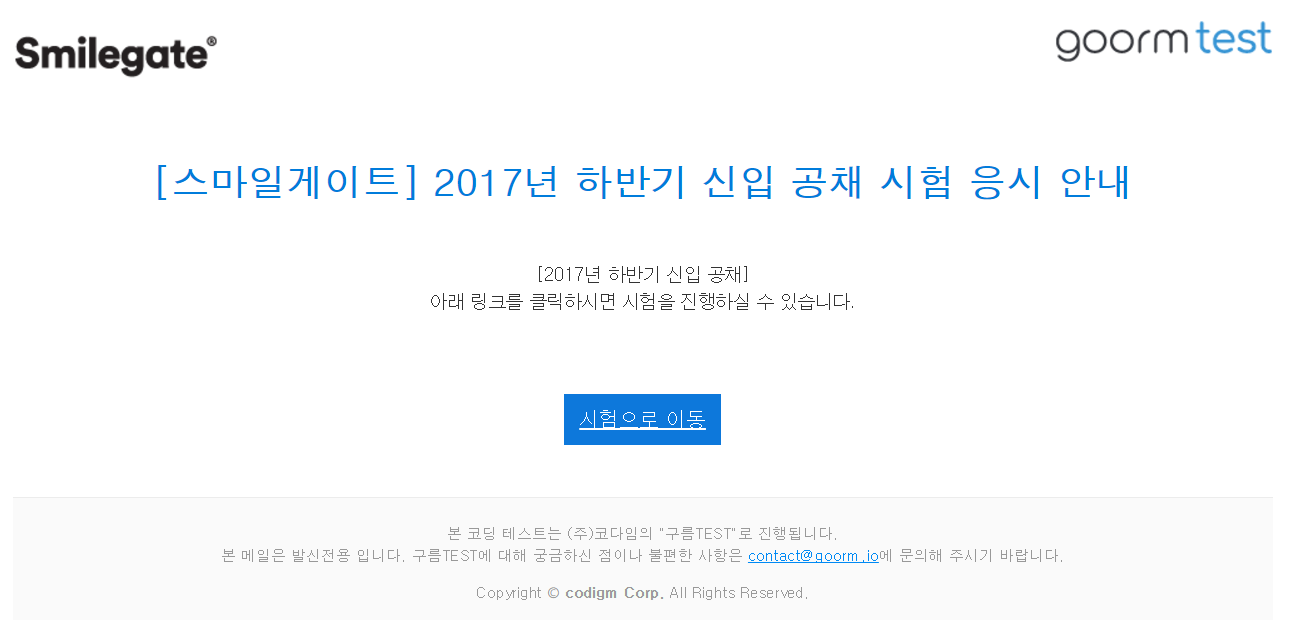 Smilegate®
goorm test
[스마일게이트] 2017년 하반기 신입 공채 시험 응시 안내
[2017년 하반기 신입 공채]
아래 링크를 클릭하시면 시험을 진행하실 수 있습니다.
시험으로 이동
본 코딩 테스트는 (주)코다임의 "구름TEST"로 진행됩니다.
본 메일은 발신전용 입니다. 구름TEST에 대해 궁금하신 점이나 불편한 사항은 contact@goorm.io에 문의해 주시기 바랍니다.
Copyright © codigm Corp. All Rights Reserved.